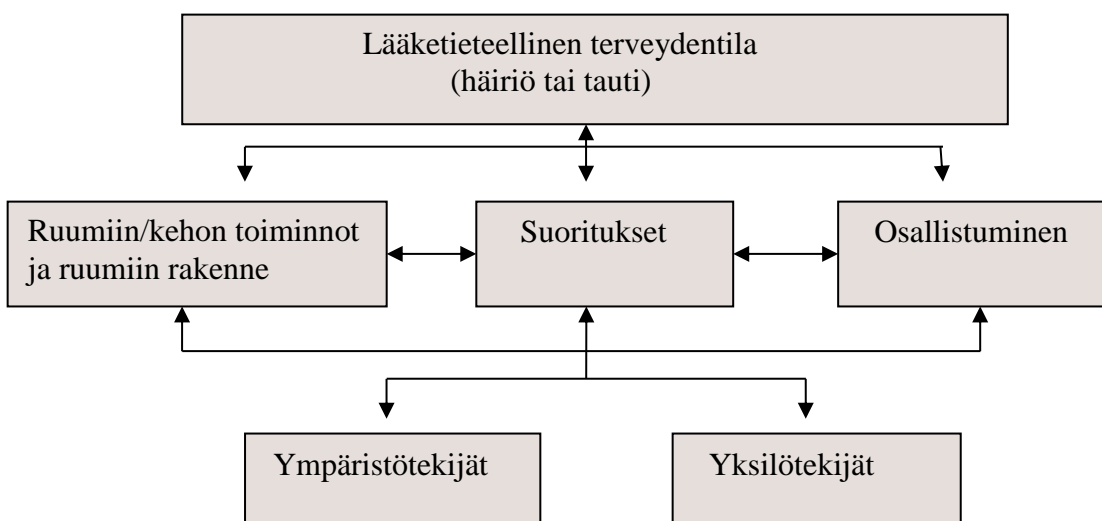 Lääketieteellinen terveydentila
(häiriö tai tauti)
Ruumiin/kehon toiminnot
ja ruumiin rakenne
Suoritukset
Osallistuminen
Ympäristötekijät
Yksilötekijät